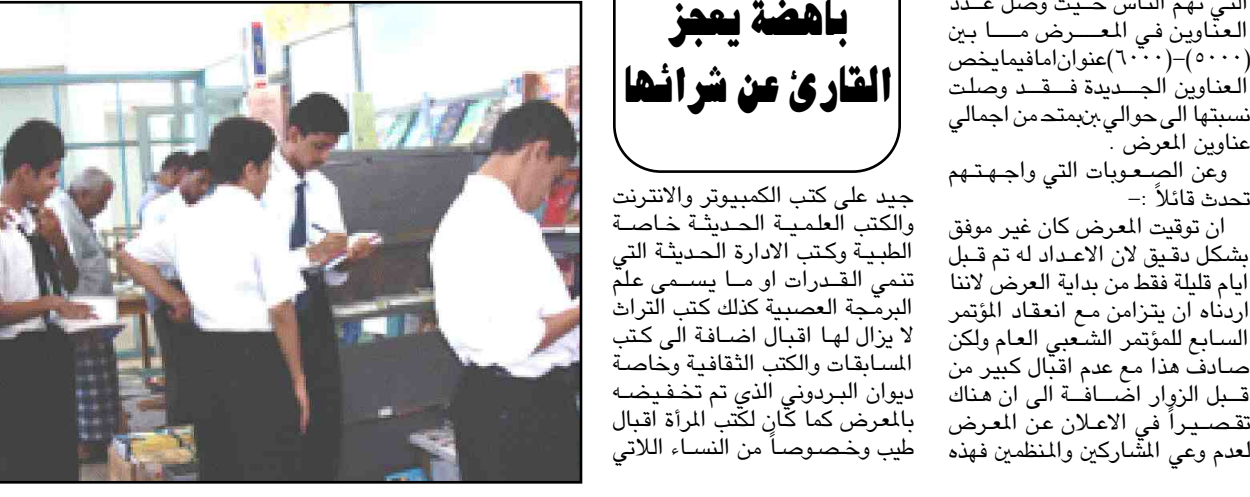 التي تهم الناس حيث وصل عدد
العناوين في المعرض ما بين
(٥٠٠٠)-(٦٠٠٠)عنوان امافيمايخص
العناوين الجديدة فقد وصلت
نسبتها الى حوالي من اجمالي
عناوين المعرض .
وعن الصعوبات التي واجهتهم
تحدث قائلاً :-
ان توقيت المعرض كان غير موفق
بشكل دقيق لان الاعداد له تم قبل
ايام قليلة فقط من بداية العرض لاننا
اردناه ان يتزامن مع انعقاد المؤتمر
السابع للمؤتمر الشعبي العام ولكن
صادف هذا مع عدم اقبال كبير من
قبل الزوار اضافة الى ان هناك
تقصيراً في الاعلان عن المعرض
لعدم وعي المشاركين والمنظمين فهذه
باهضة يعجز
القارئ عن شرائها
جيد على كتب الكمبيوتر والانترنت
والكتب العلمية الحديثة خاصة
الطبية وكتب الادارة الحديثة التي
تنمي القدرات او ما يسمى علم
البرمجة العصبية كذلك كتب التراث
لا يزال لها اقبال اضافة الى كتب
المسابقات والكتب الثقافية وخاصة
ديوان البردوني الذي تم تخفيضه
بالمعرض كما كان لكتب المرأة اقبال
طيب وخصوصاً من النساء اللاتي